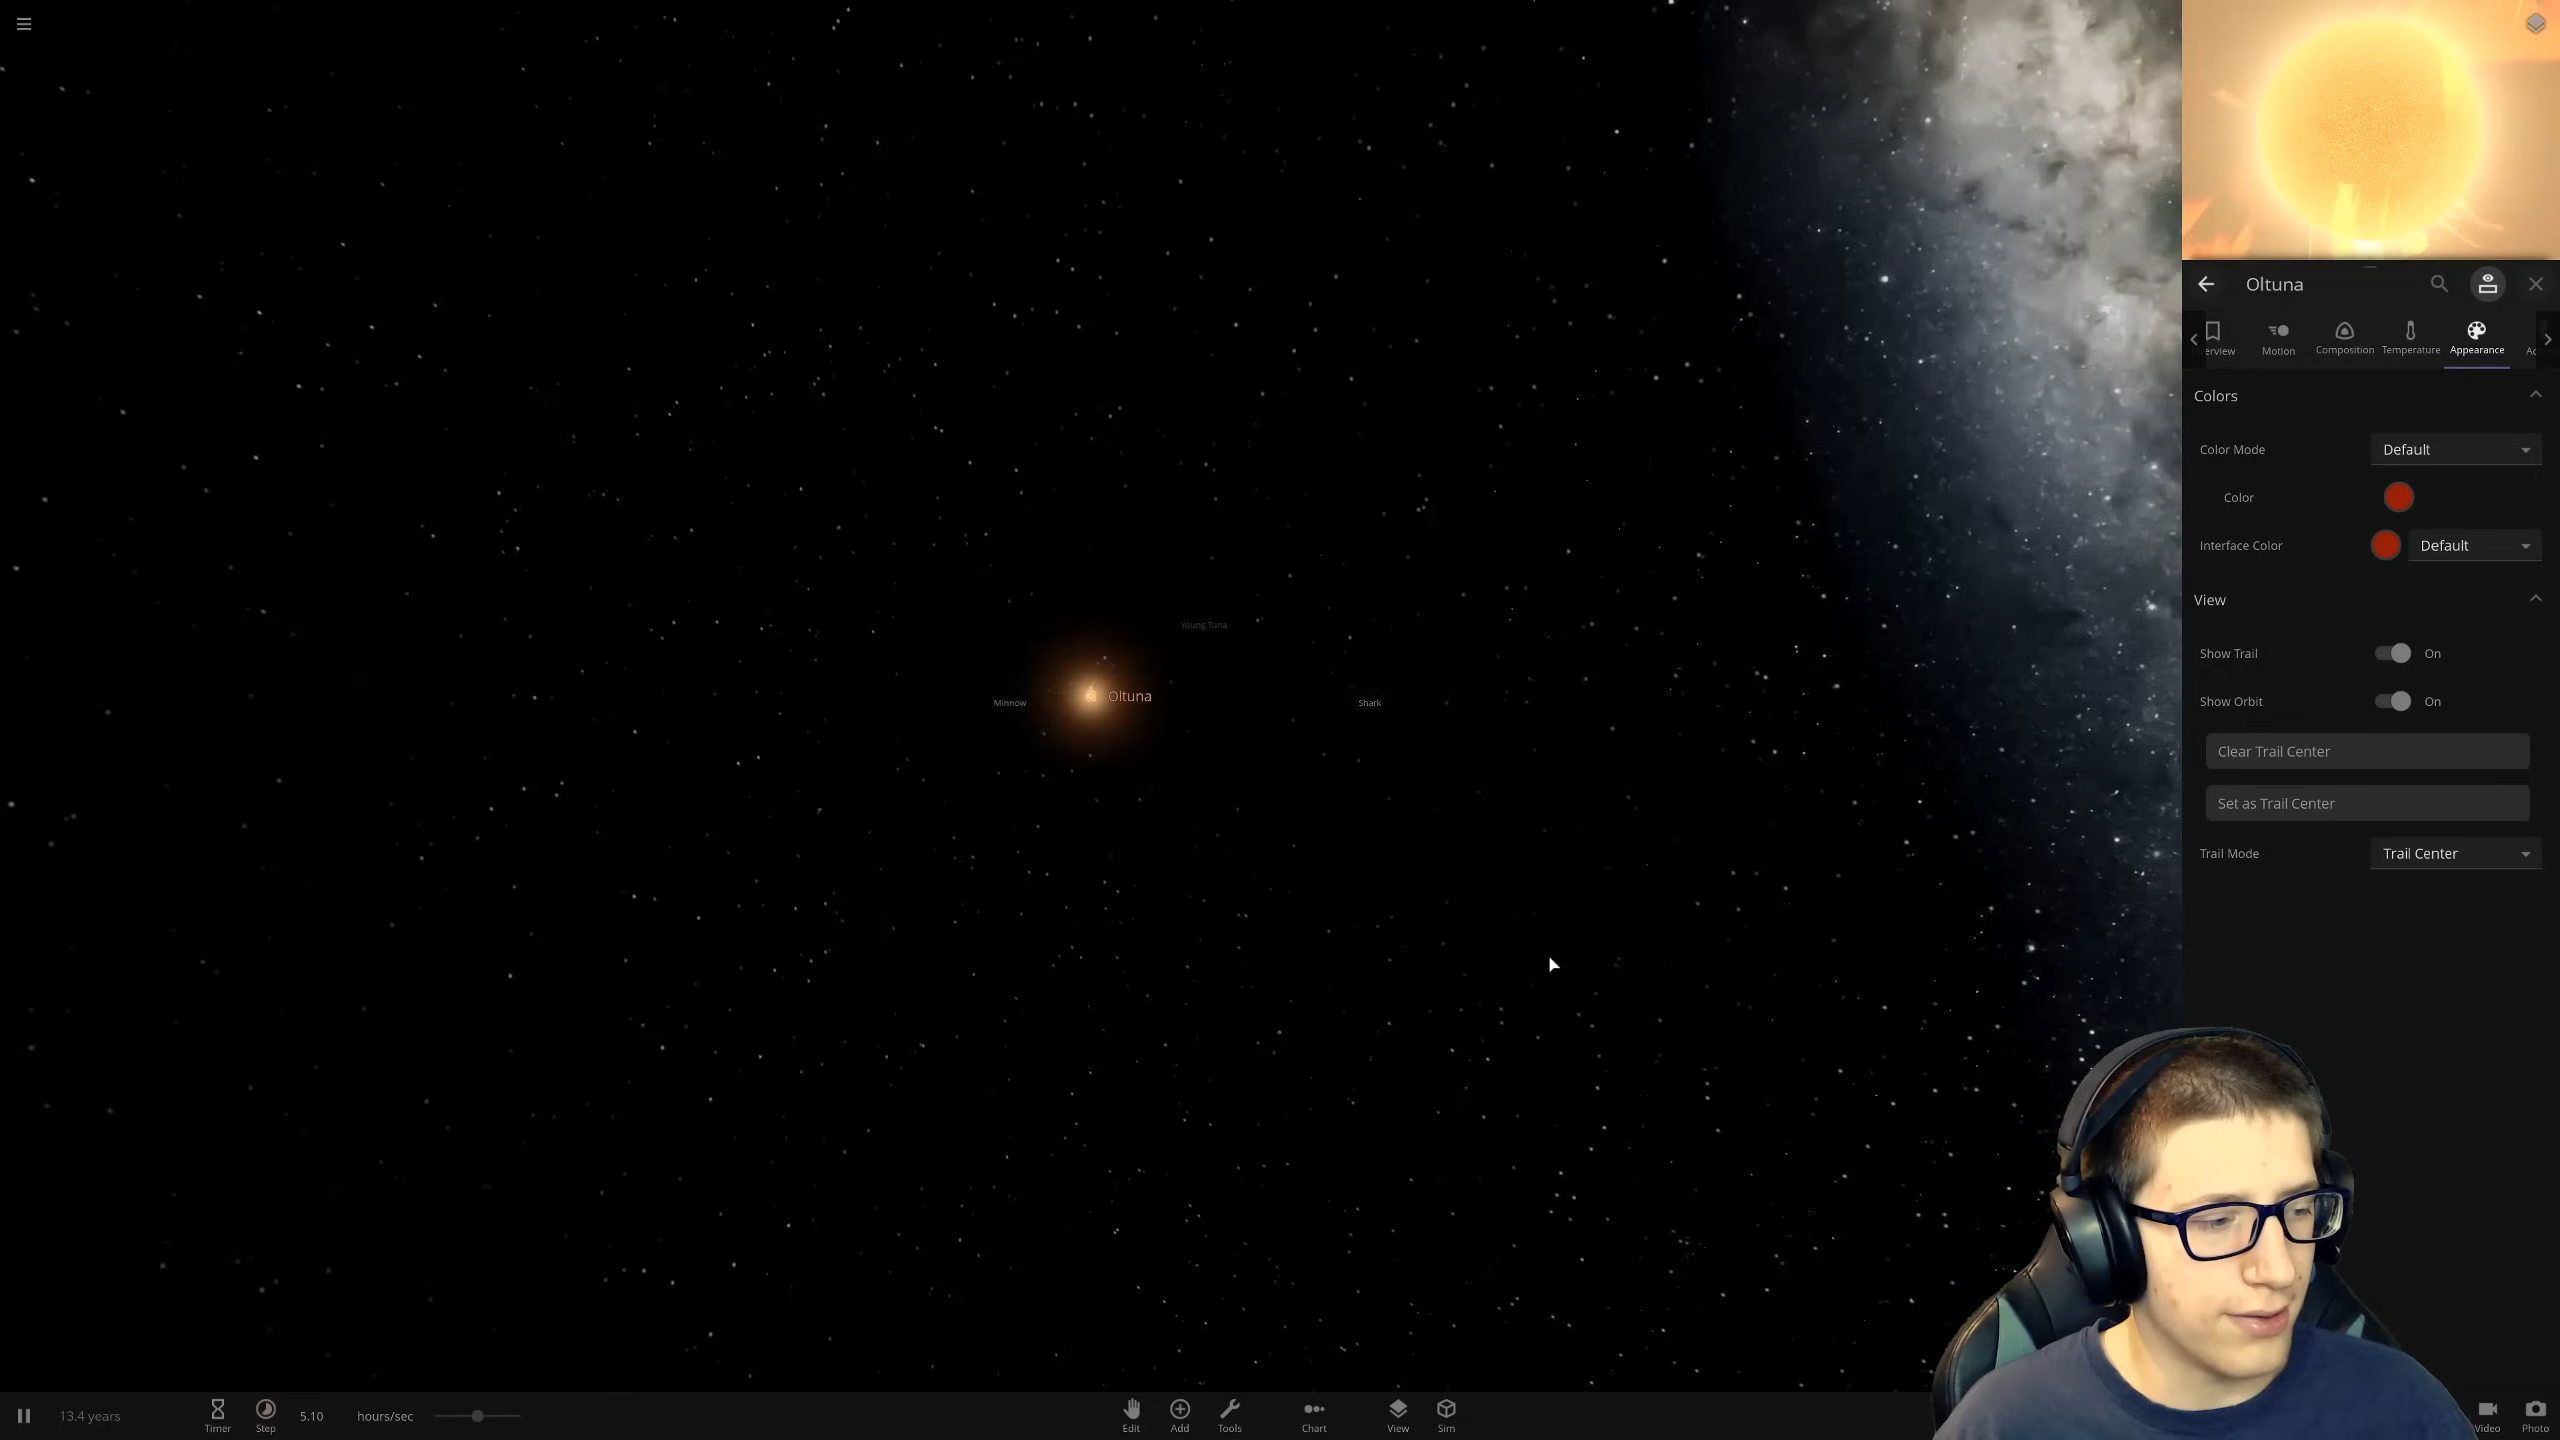 Oltuna
erview
Motion
Composition
Temperature
Appearance
Ac
Colors
Color Mode
Default
Color
Interface Color
Default
View
Show Trail
On
Show Orbit
On
Clear Trail Center
Set as Trail Center
Trail Mode
Trail Center
Young Tuna
Oltuna
Minnow
Shark
13.4 years
Timer
Step
5.10
hours/sec
Edit
Add
Tools
Chart
View
Sim
Video
Photo